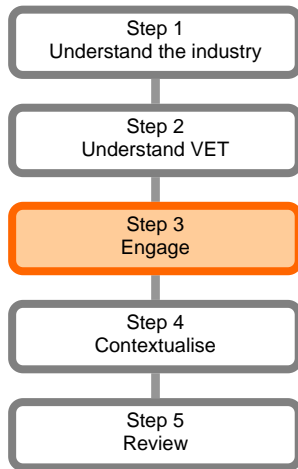 Step 1
Understand the industry
Step 2
Understand VET
Step 3
Engage
Step 4
Contextualise
Step 5
Review